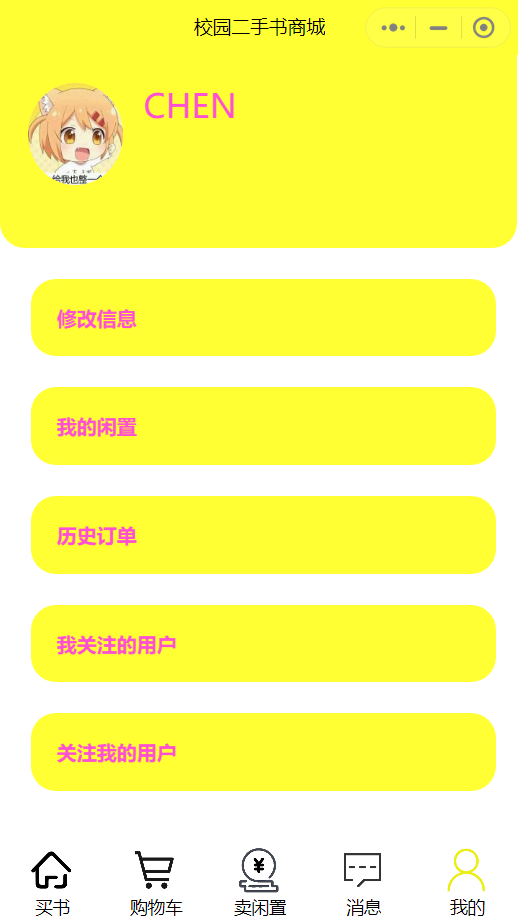 校园二手书商城
CHEN
给我也整一个
修改信息
我的闲置
历史订单
我关注的用户
关注我的用户
买书
购物车
卖闲置
消息
我的